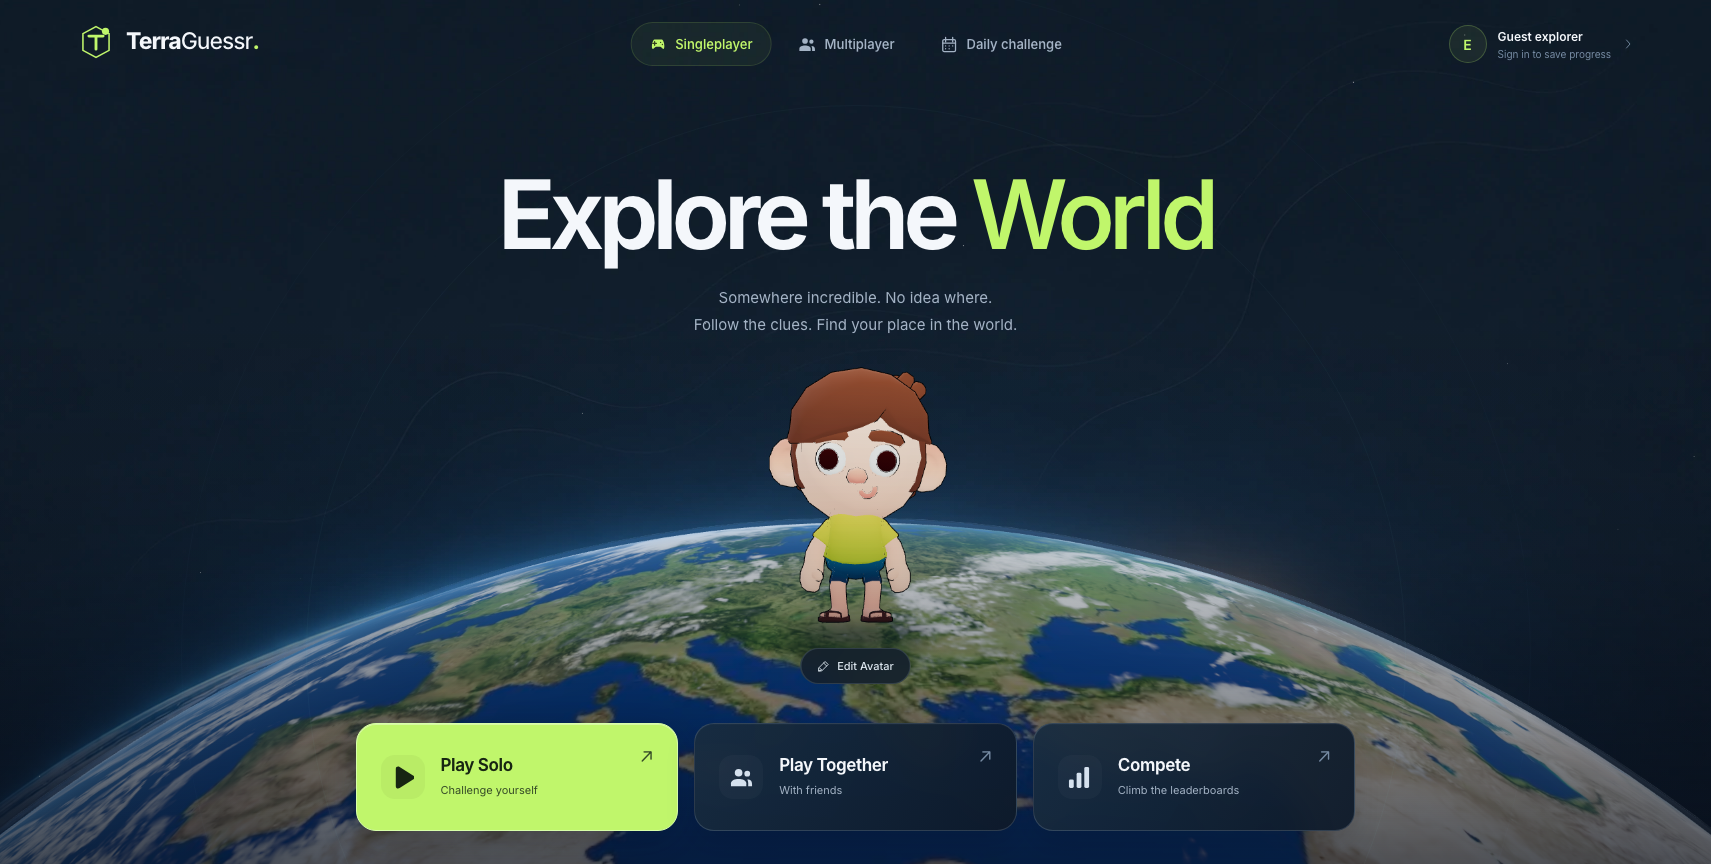 TerraGuessr.
Singleplayer
Multiplayer
Daily challenge
E
Guest explorer
Sign in to save progress
Explore the World
Somewhere incredible. No idea where.
Follow the clues. Find your place in the world.
Edit Avatar
Play Solo
Challenge yourself
Play Together
With friends
Compete
Climb the leaderboards